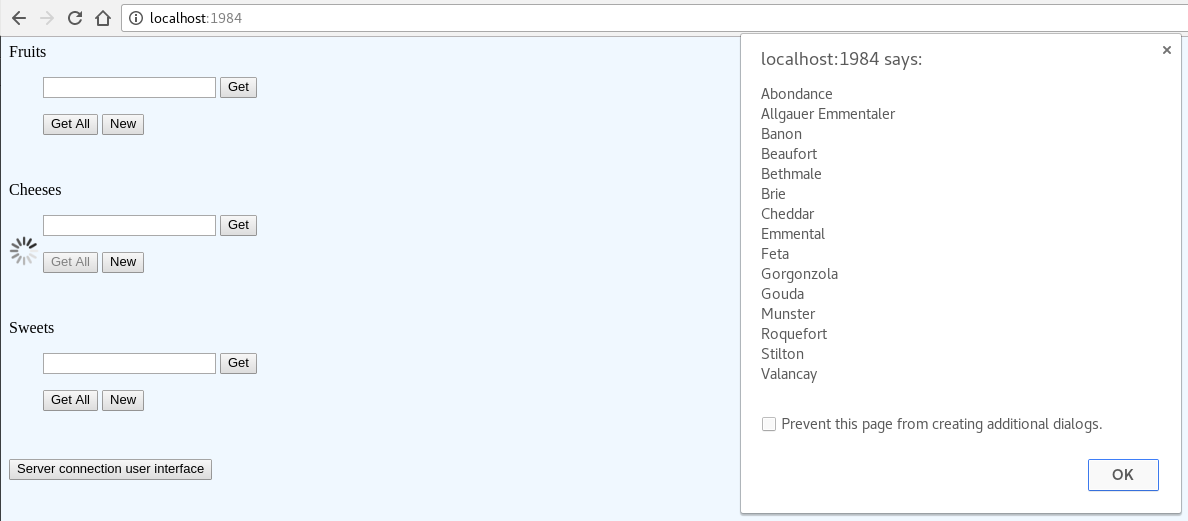 localhost:1984
Fruits
Get
Get All New
Cheeses
Get
Get All New
Sweets
Get
Get All New
Server connection user interface
localhost:1984 says:
Abondance
Allgauer Emmentaler
Banon
Beaufort
Bethmale
Brie
Cheddar
Emmental
Feta
Gorgonzola
Gouda
Munster
Roquefort
Stilton
Valancay
Prevent this page from creating additional dialogs.
OK